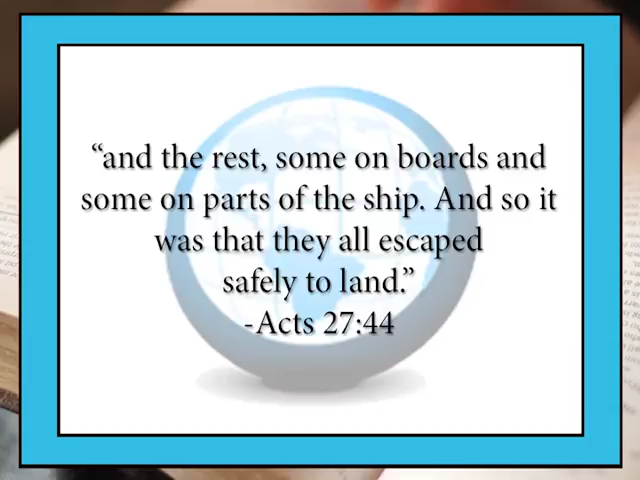 “and the rest, some on boards and
some on parts of the ship. And so it
was that they all escaped
safely to land.”
-Acts 27:44